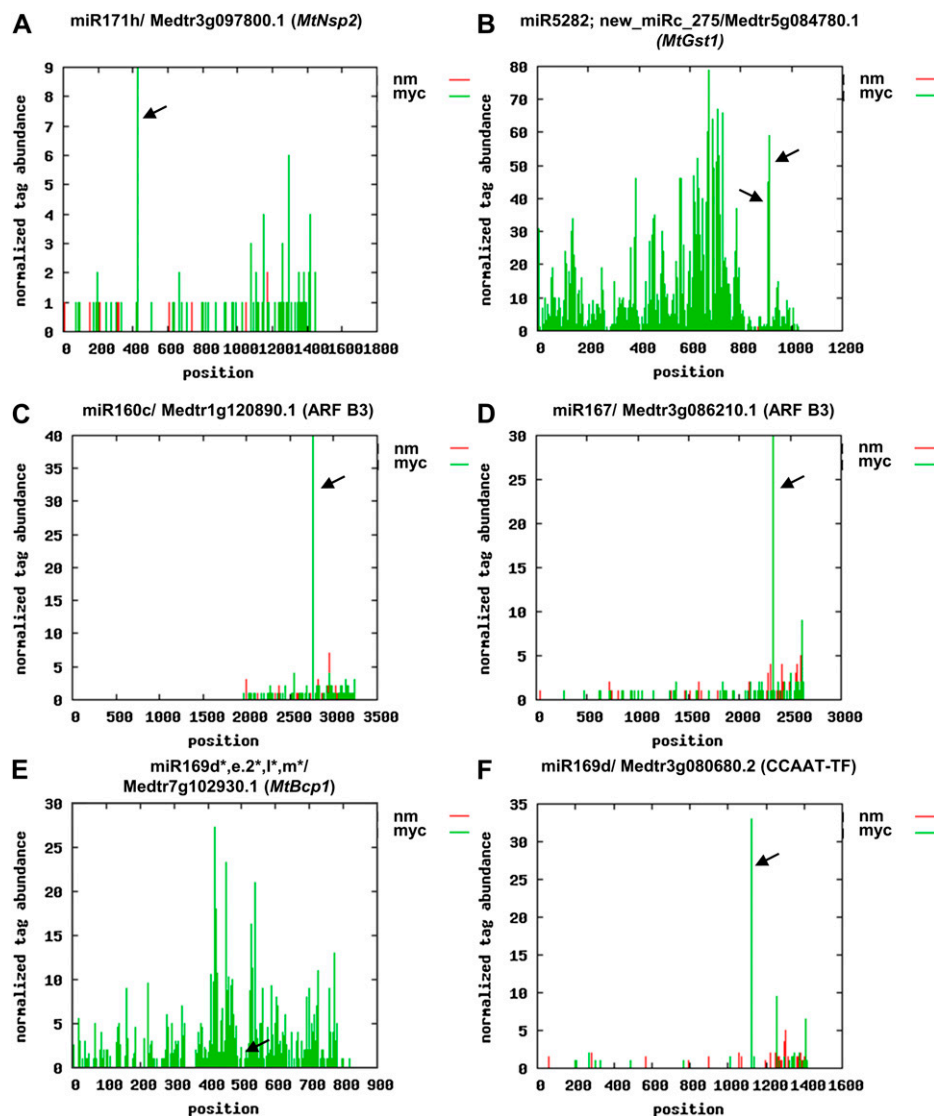 A
miR171h/ Medtr3g097800.1 (MtNsp2)
9
8
7
6
5
4
3
2
1
0
normalized tag abundance
0 200 400 600 800 1000 1200 1400 1600 1800
position
nm
myc
B
miR5282; new_miRc_275/Medtr5g084780.1
(MtGst1)
80
70
60
50
40
30
20
10
0
normalized tag abundance
0 200 400 600 800 1000 1200
position
nm
myc
C
miR160c/ Medtr1g120890.1 (ARF B3)
40
35
30
25
20
15
10
5
0
normalized tag abundance
0 500 1000 1500 2000 2500 3000 3500
position
nm
myc
D
miR167/ Medtr3g086210.1 (ARF B3)
30
25
20
15
10
5
0
normalized tag abundance
0 500 1000 1500 2000 2500 3000
position
nm
myc
E
miR169d*,e.2*,l*,m*/
Medtr7g102930.1 (MtBcp1)
30
25
20
15
10
5
0
normalized tag abundance
0 100 200 300 400 500 600 700 800 900
position
nm
myc
F
miR169d/ Medtr3g080680.2 (CCAAT-TF)
35
30
25
20
15
10
5
0
normalized tag abundance
0 200 400 600 800 1000 1200 1400 1600
position
nm
myc